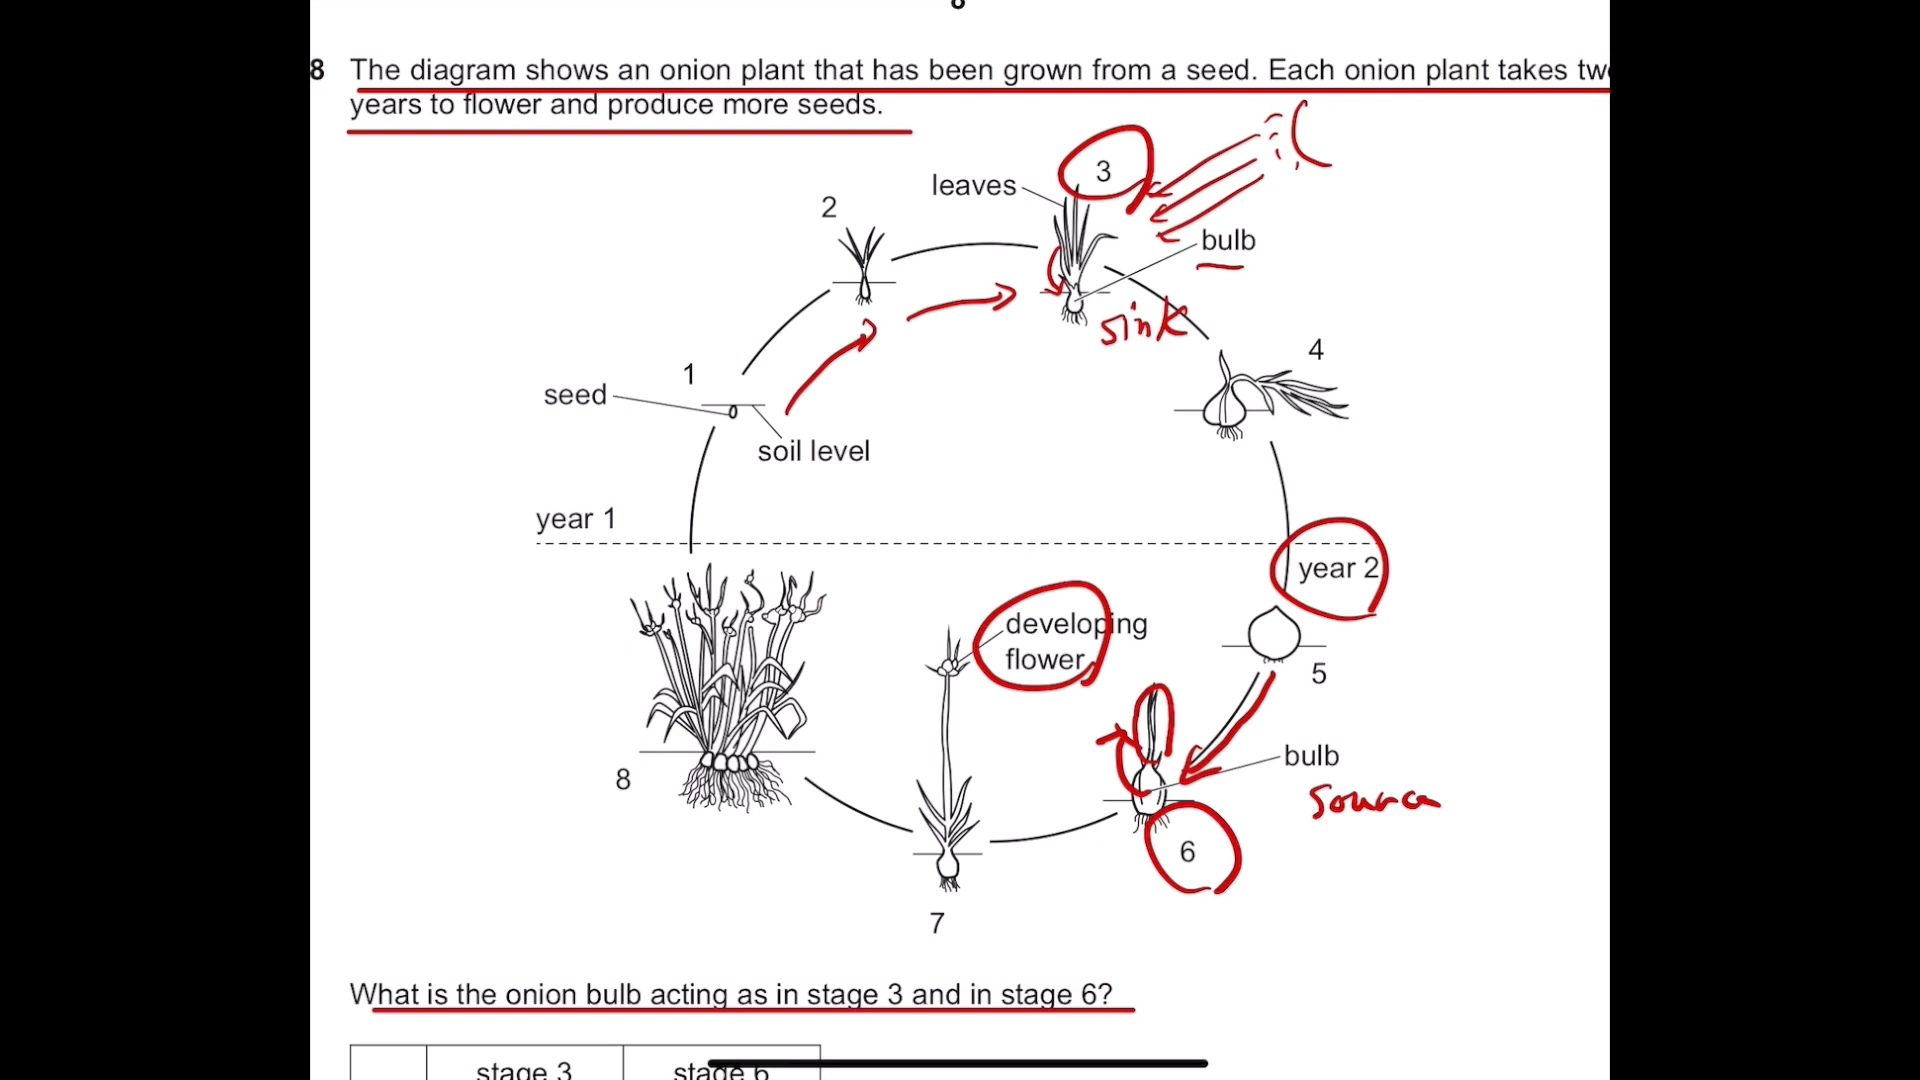 8 The diagram shows an onion plant that has been grown from a seed. Each onion plant takes
years to flower and produce more seeds.
3
leaves
2
bulb
sink
4
1
seed
soil level
year 1
year 2
developing
flower
5
bulb
source
8
6
7
What is the onion bulb acting as in stage 3 and in stage 6?
stage 3 stage 6